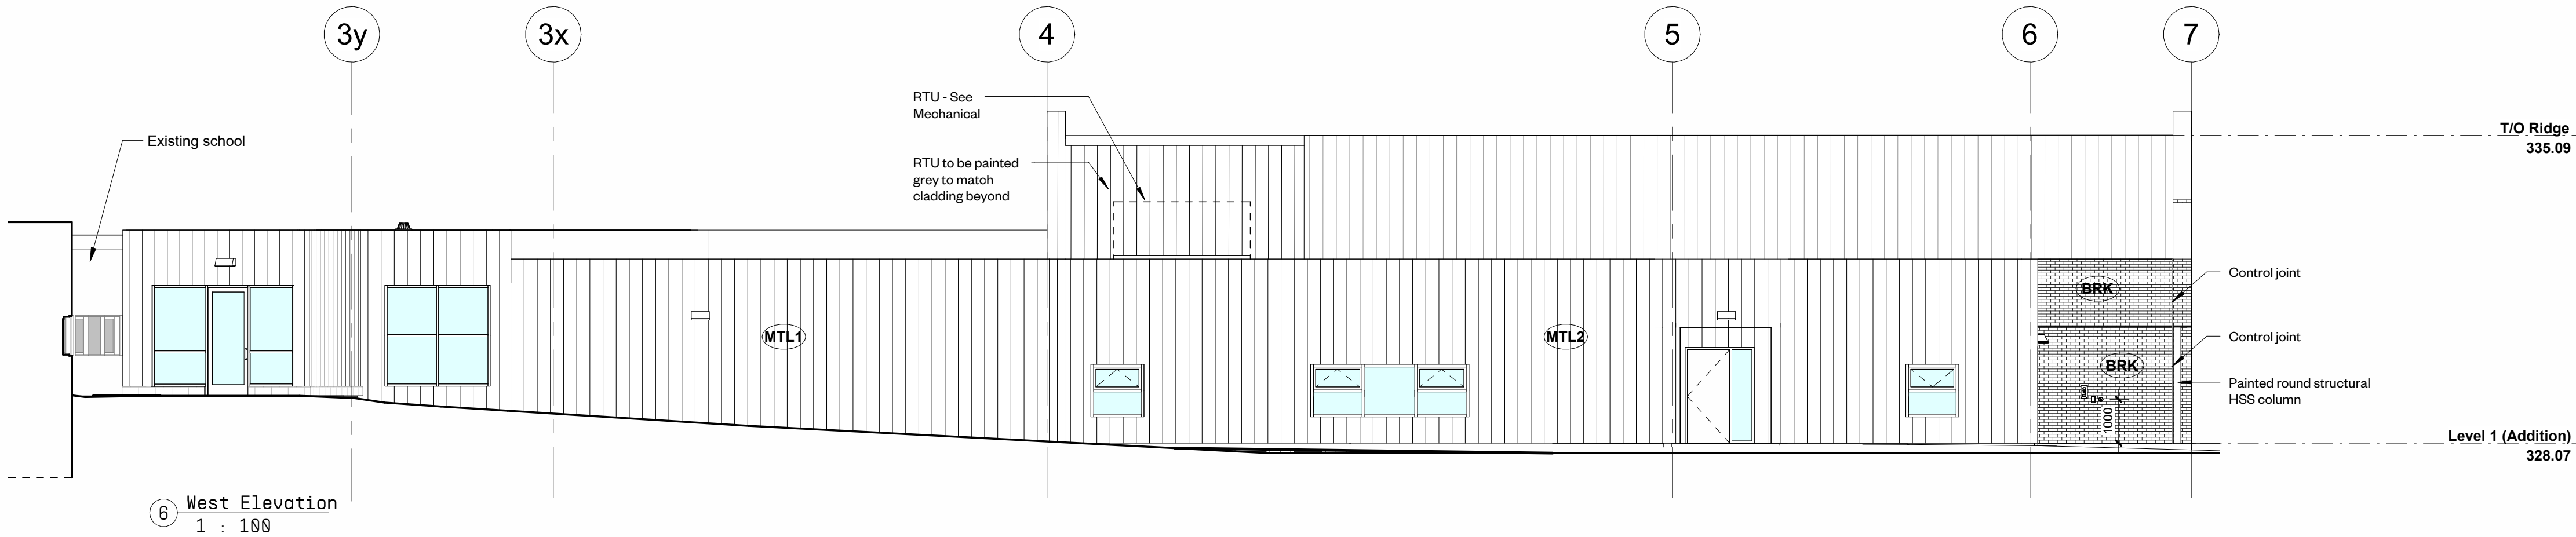 3y
3x
4
5
6
7
RTU - See
Mechanical
T/O Ridge
335.09
Existing school
RTU to be painted
grey to match
cladding beyond
Control joint
BRK
MTL1
MTL2
Control joint
BRK
Painted round structural
HSS column
1000
Level 1 (Addition)
328.07
6
West Elevation
1 : 100